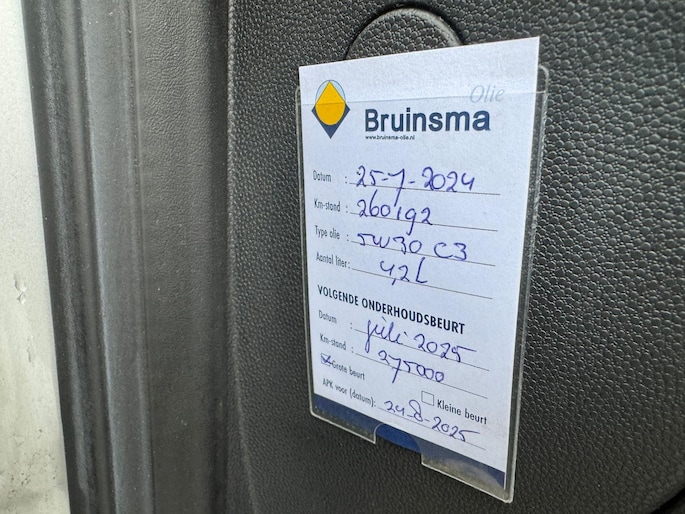 Olie
Bruinsma
www.bruinsma-olie.nl
Datum : 25-7-2024
Km-stand : 260192
Type olie : 5W30 C3
Aantal liter: 4,2L
VOLGENDE ONDERHOUDSBEURT
Datum : juli 2025
Km-stand : 275000
Grote beurt Kleine beurt
APK voor (datum): 24-8-2025